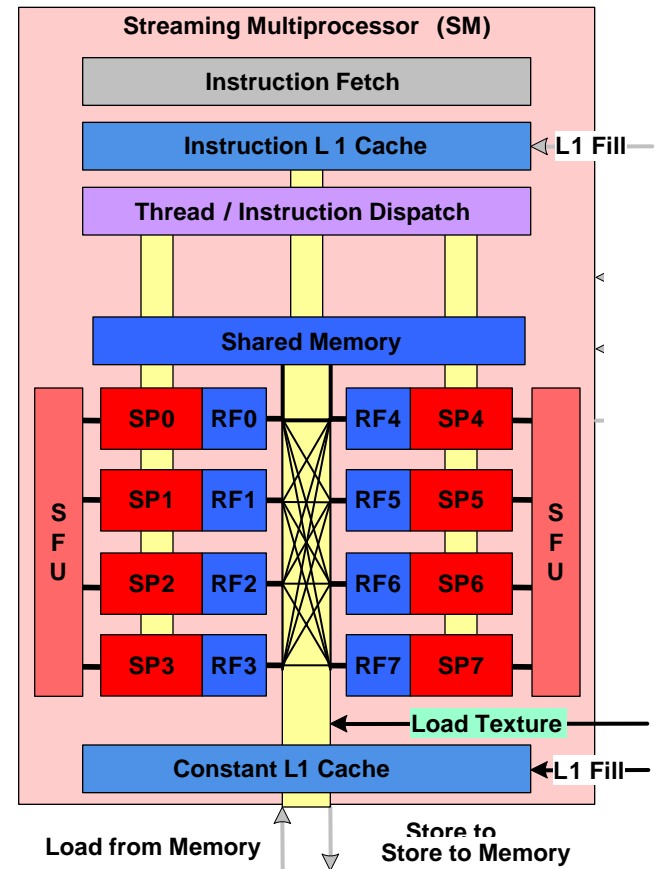 Streaming Multiprocessor (SM)
Instruction Fetch
Instruction L 1 Cache
L1 Fill
Thread / Instruction Dispatch
Shared Memory
SP0 RF0 RF4 SP4
SP1 RF1 RF5 SP5
S
F
U
S
F
U
SP2 RF2 RF6 SP6
SP3 RF3 RF7 SP7
Load Texture
Constant L1 Cache
L1 Fill
Load from Memory
Store to
Store to Memory